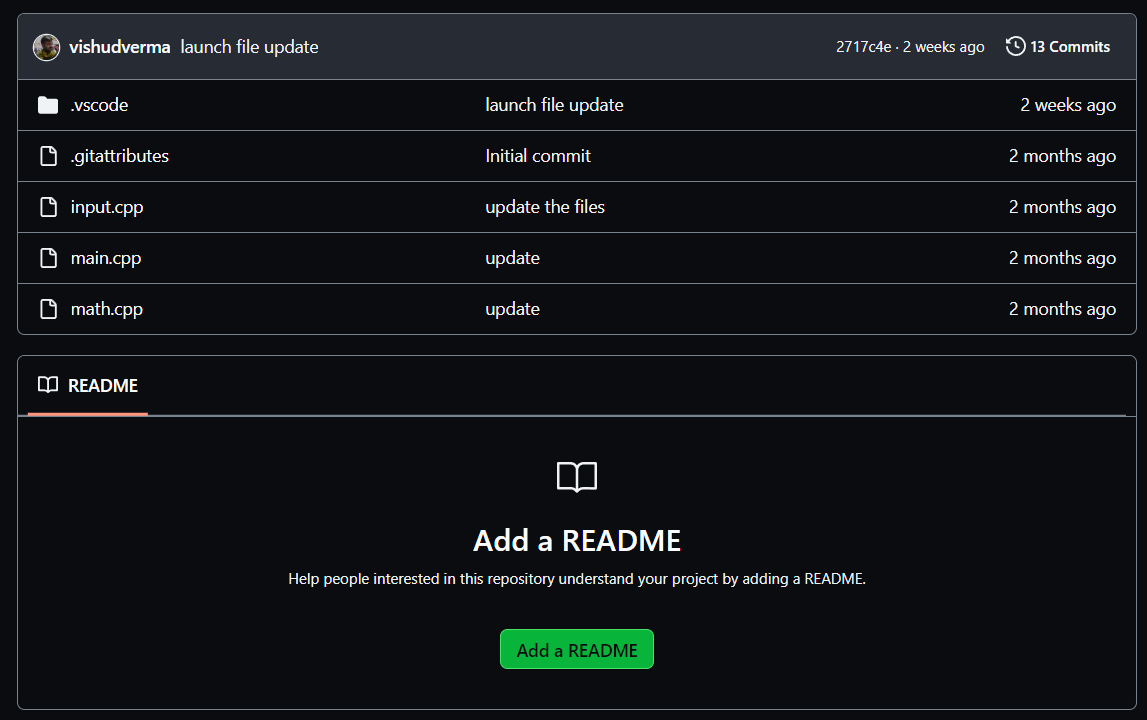 vishudverma launch file update 2717c4e · 2 weeks ago 13 Commits
.vscode launch file update 2 weeks ago
.gitattributes Initial commit 2 months ago
input.cpp update the files 2 months ago
main.cpp update 2 months ago
math.cpp update 2 months ago
README
Add a README
Help people interested in this repository understand your project by adding a README.
Add a README